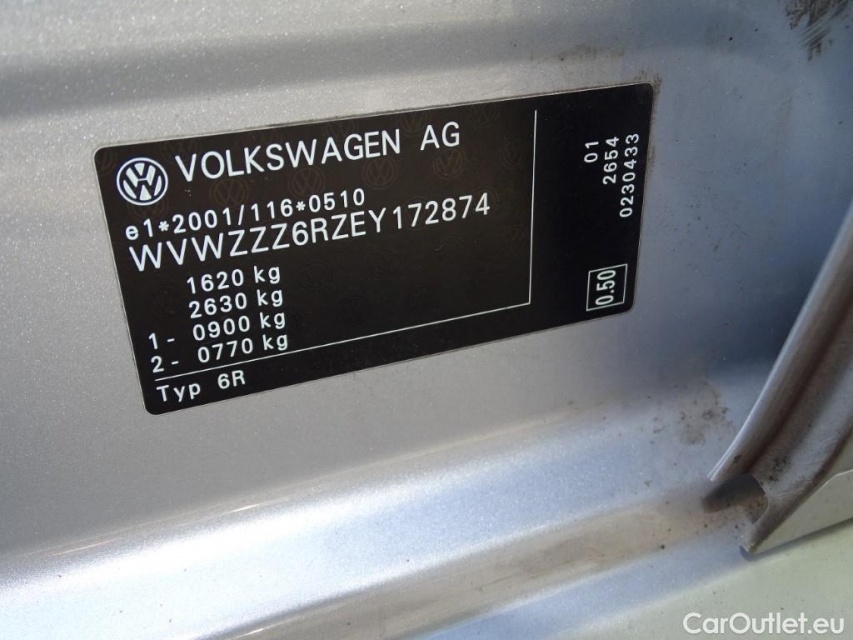 VOLKSWAGEN AG
e1*2001/116*0510
WVWZZZ6RZEY172874
1620 kg
2630 kg
1- 0900 kg
2- 0770 kg
Typ 6R
01
2654
0230433
0.50
CarOutlet.eu